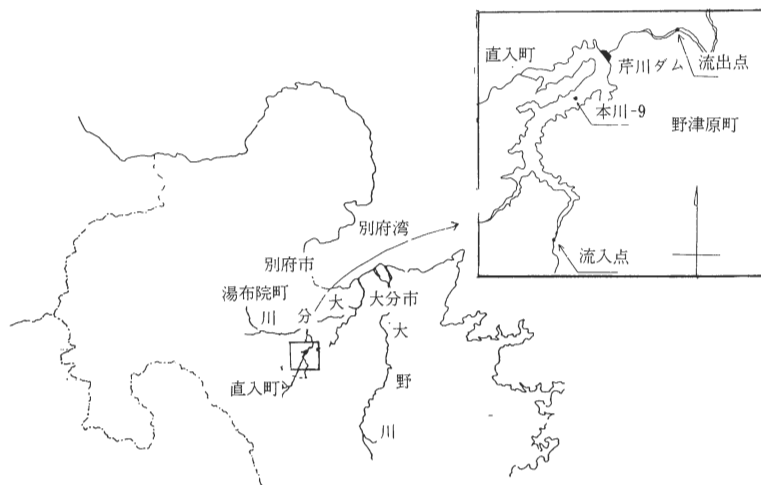 直入町
芹川ダム
流出点
本川-9
野津原町
流入点
別府湾
別府市
湯布院町
大分市
大分川
大野川
直入町